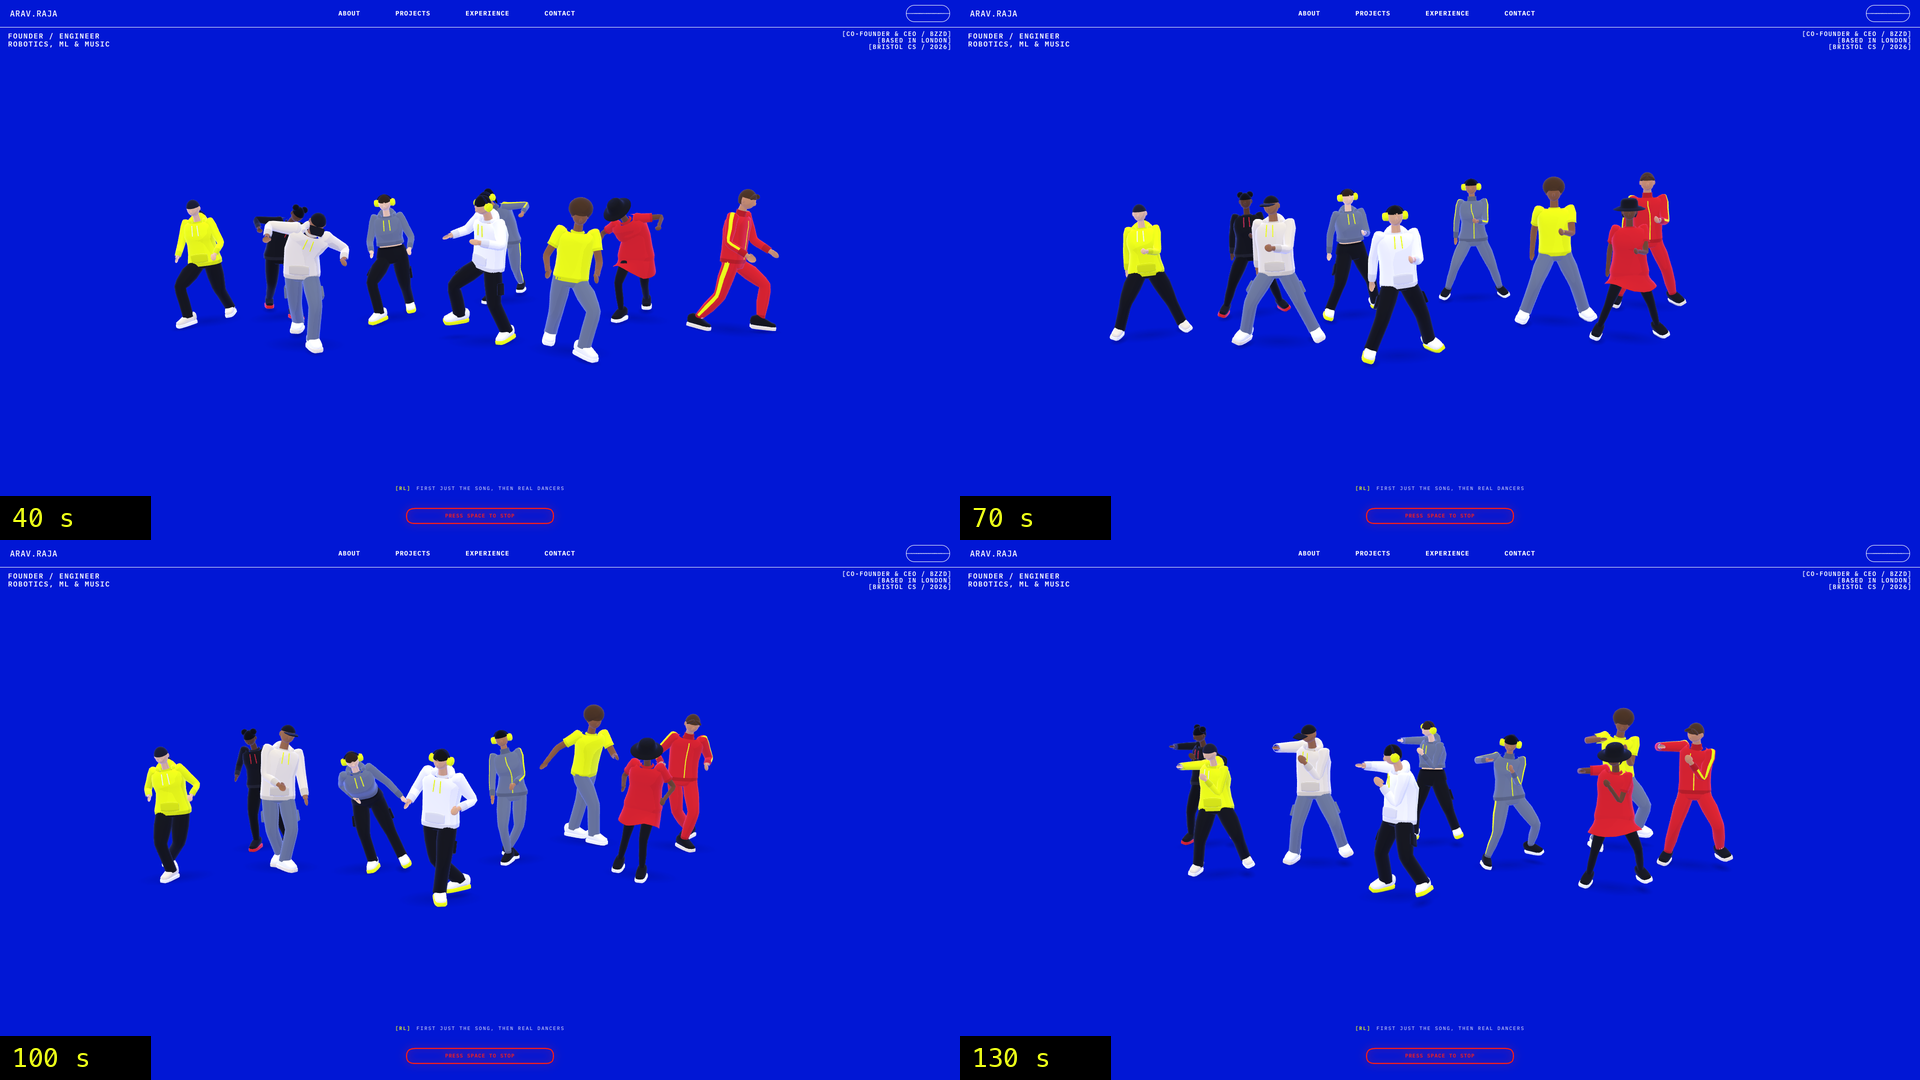 ARAV.RAJA
ABOUT PROJECTS EXPERIENCE CONTACT
FOUNDER / ENGINEER
ROBOTICS, ML & MUSIC
[CO-FOUNDER & CEO / BZZD]
[BASED IN LONDON]
[BRISTOL CS / 2026]
[RL] FIRST JUST THE SONG, THEN REAL DANCERS
PRESS SPACE TO STOP
40 s
ARAV.RAJA
ABOUT PROJECTS EXPERIENCE CONTACT
FOUNDER / ENGINEER
ROBOTICS, ML & MUSIC
[CO-FOUNDER & CEO / BZZD]
[BASED IN LONDON]
[BRISTOL CS / 2026]
[RL] FIRST JUST THE SONG, THEN REAL DANCERS
PRESS SPACE TO STOP
70 s
ARAV.RAJA
ABOUT PROJECTS EXPERIENCE CONTACT
FOUNDER / ENGINEER
ROBOTICS, ML & MUSIC
[CO-FOUNDER & CEO / BZZD]
[BASED IN LONDON]
[BRISTOL CS / 2026]
[RL] FIRST JUST THE SONG, THEN REAL DANCERS
PRESS SPACE TO STOP
100 s
ARAV.RAJA
ABOUT PROJECTS EXPERIENCE CONTACT
FOUNDER / ENGINEER
ROBOTICS, ML & MUSIC
[CO-FOUNDER & CEO / BZZD]
[BASED IN LONDON]
[BRISTOL CS / 2026]
[RL] FIRST JUST THE SONG, THEN REAL DANCERS
PRESS SPACE TO STOP
130 s